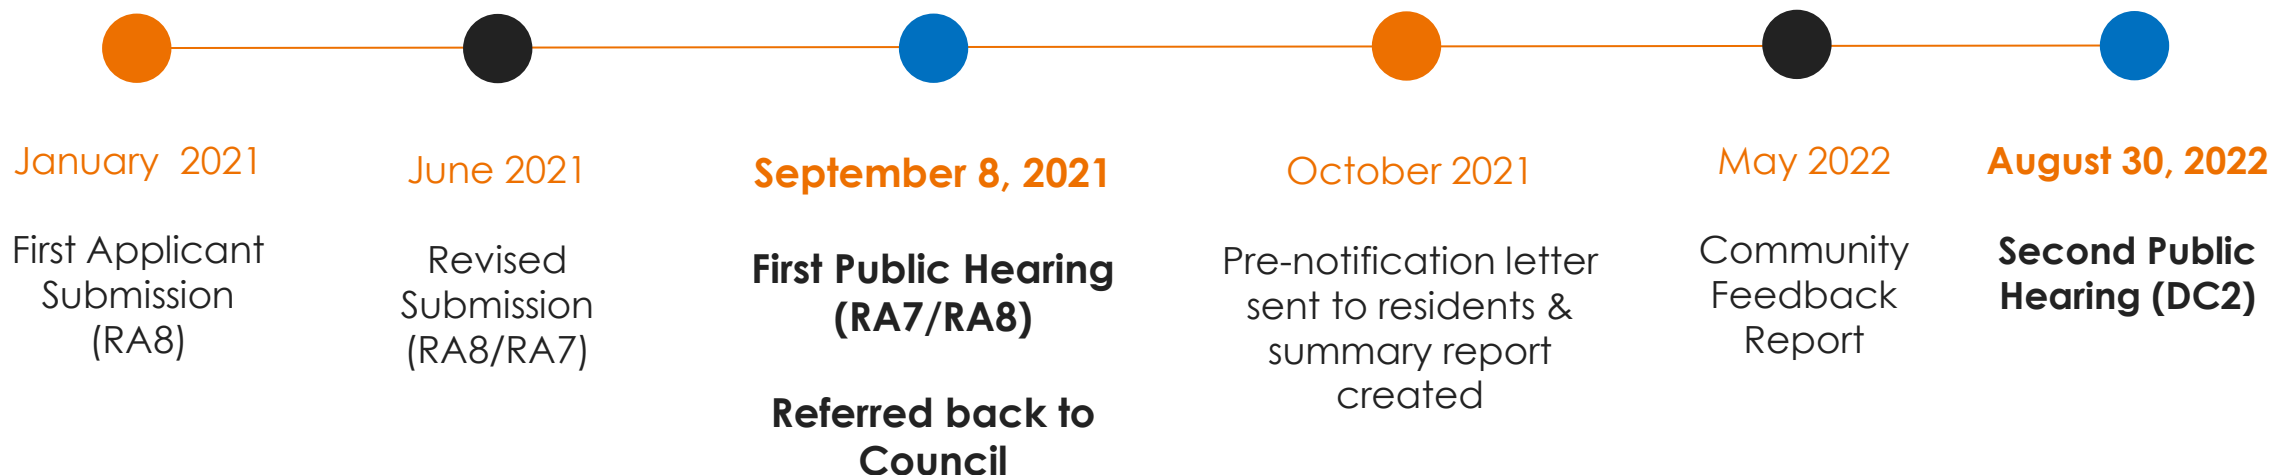 January 2021
First Applicant
Submission
(RA8)
June 2021
Revised
Submission
(RA8/RA7)
September 8, 2021
First Public Hearing
(RA7/RA8)
Referred back to
Council
October 2021
Pre-notification letter
sent to residents &
summary report
created
May 2022
Community
Feedback
Report
August 30, 2022
Second Public
Hearing (DC2)